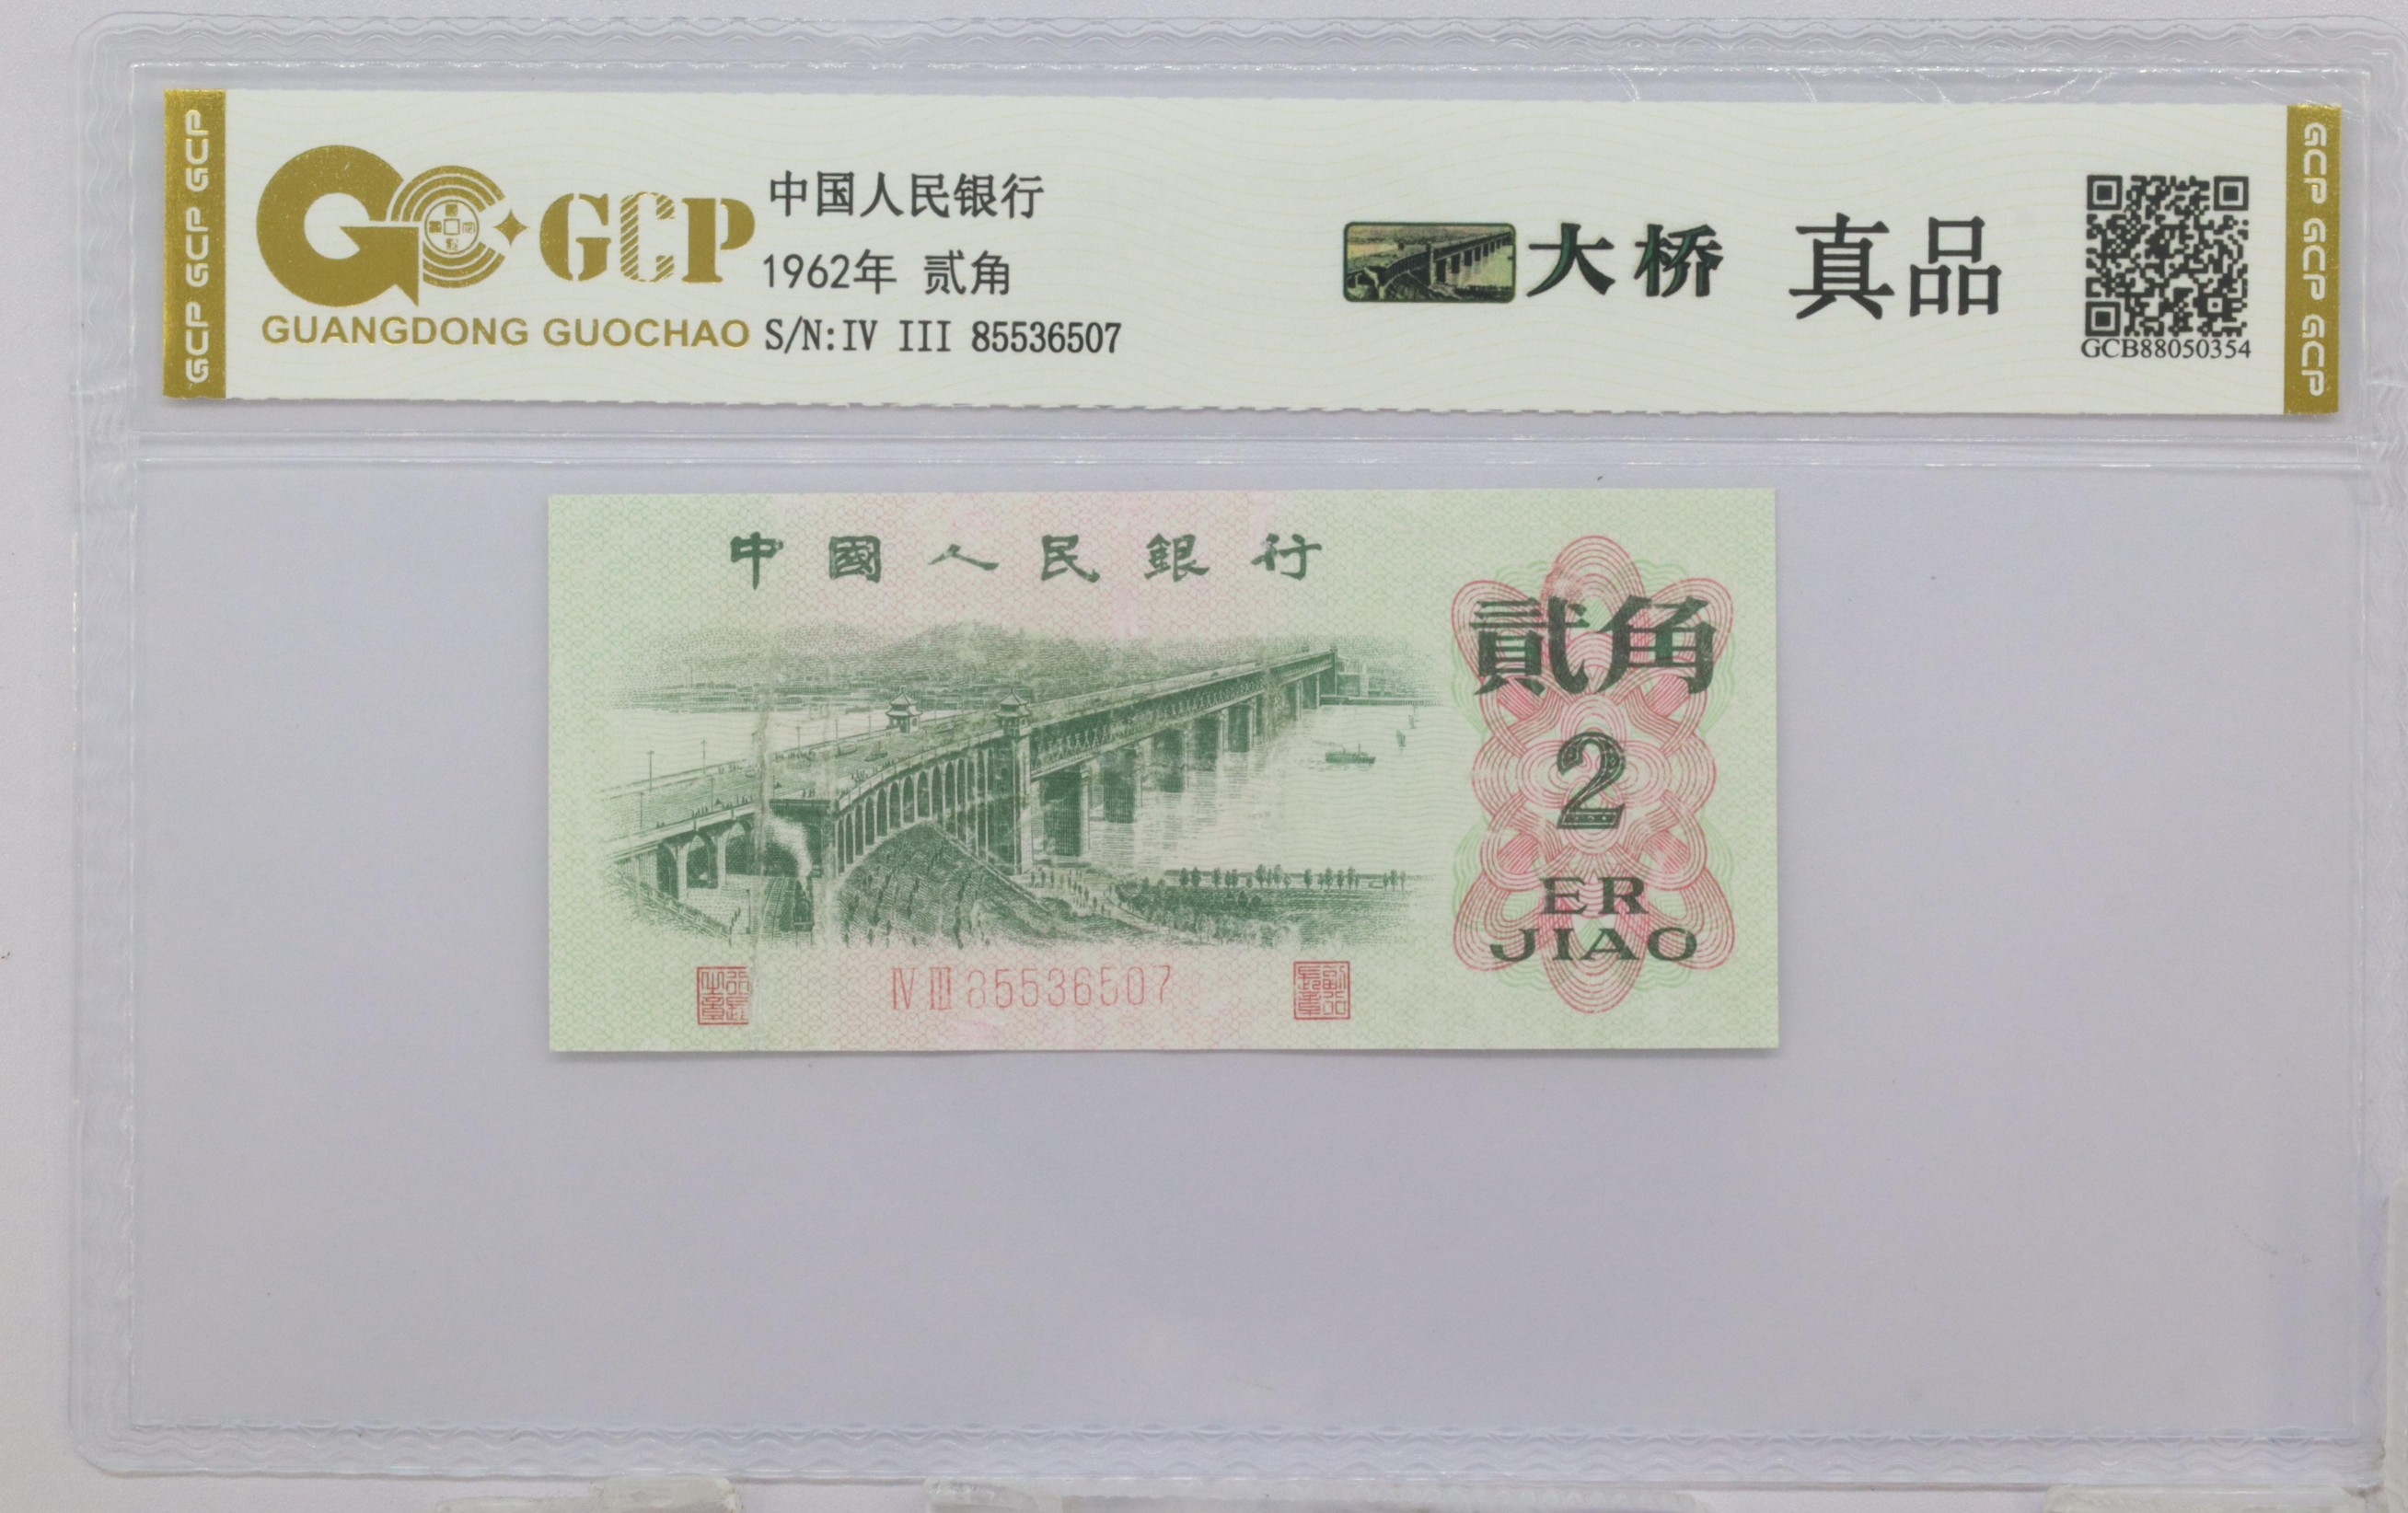 GCP GCP GCP
GCP
GUANGDONG GUOCHAO
中国人民银行
1962年 贰角
S/N:IV III 85536507
大桥 真品
GCB88050354
GCP GCP GCP
中國人民銀行
貳角
2
ER
JIAO
IV III 85536507